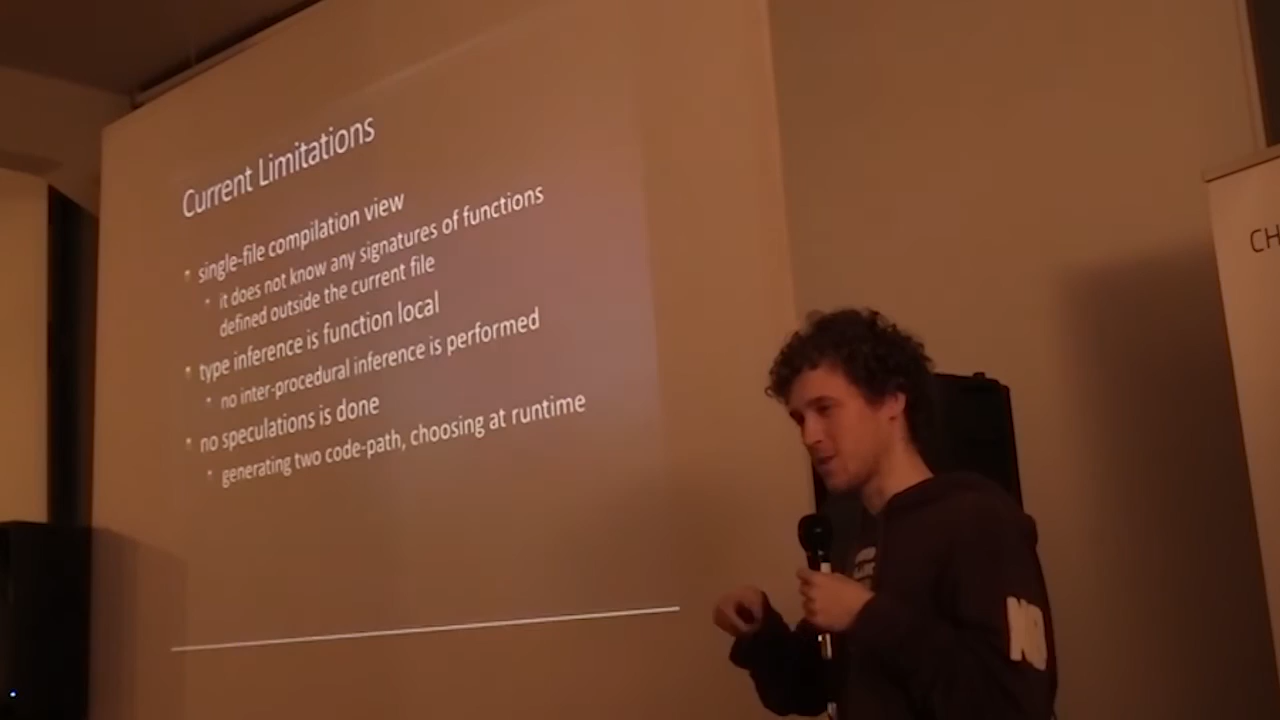 Current Limitations
single-file compilation view
it does not know any signatures of functions
defined outside the current file
type inference is function local
no inter-procedural inference is performed
no speculations is done
generating two code-path, choosing at runtime
CH